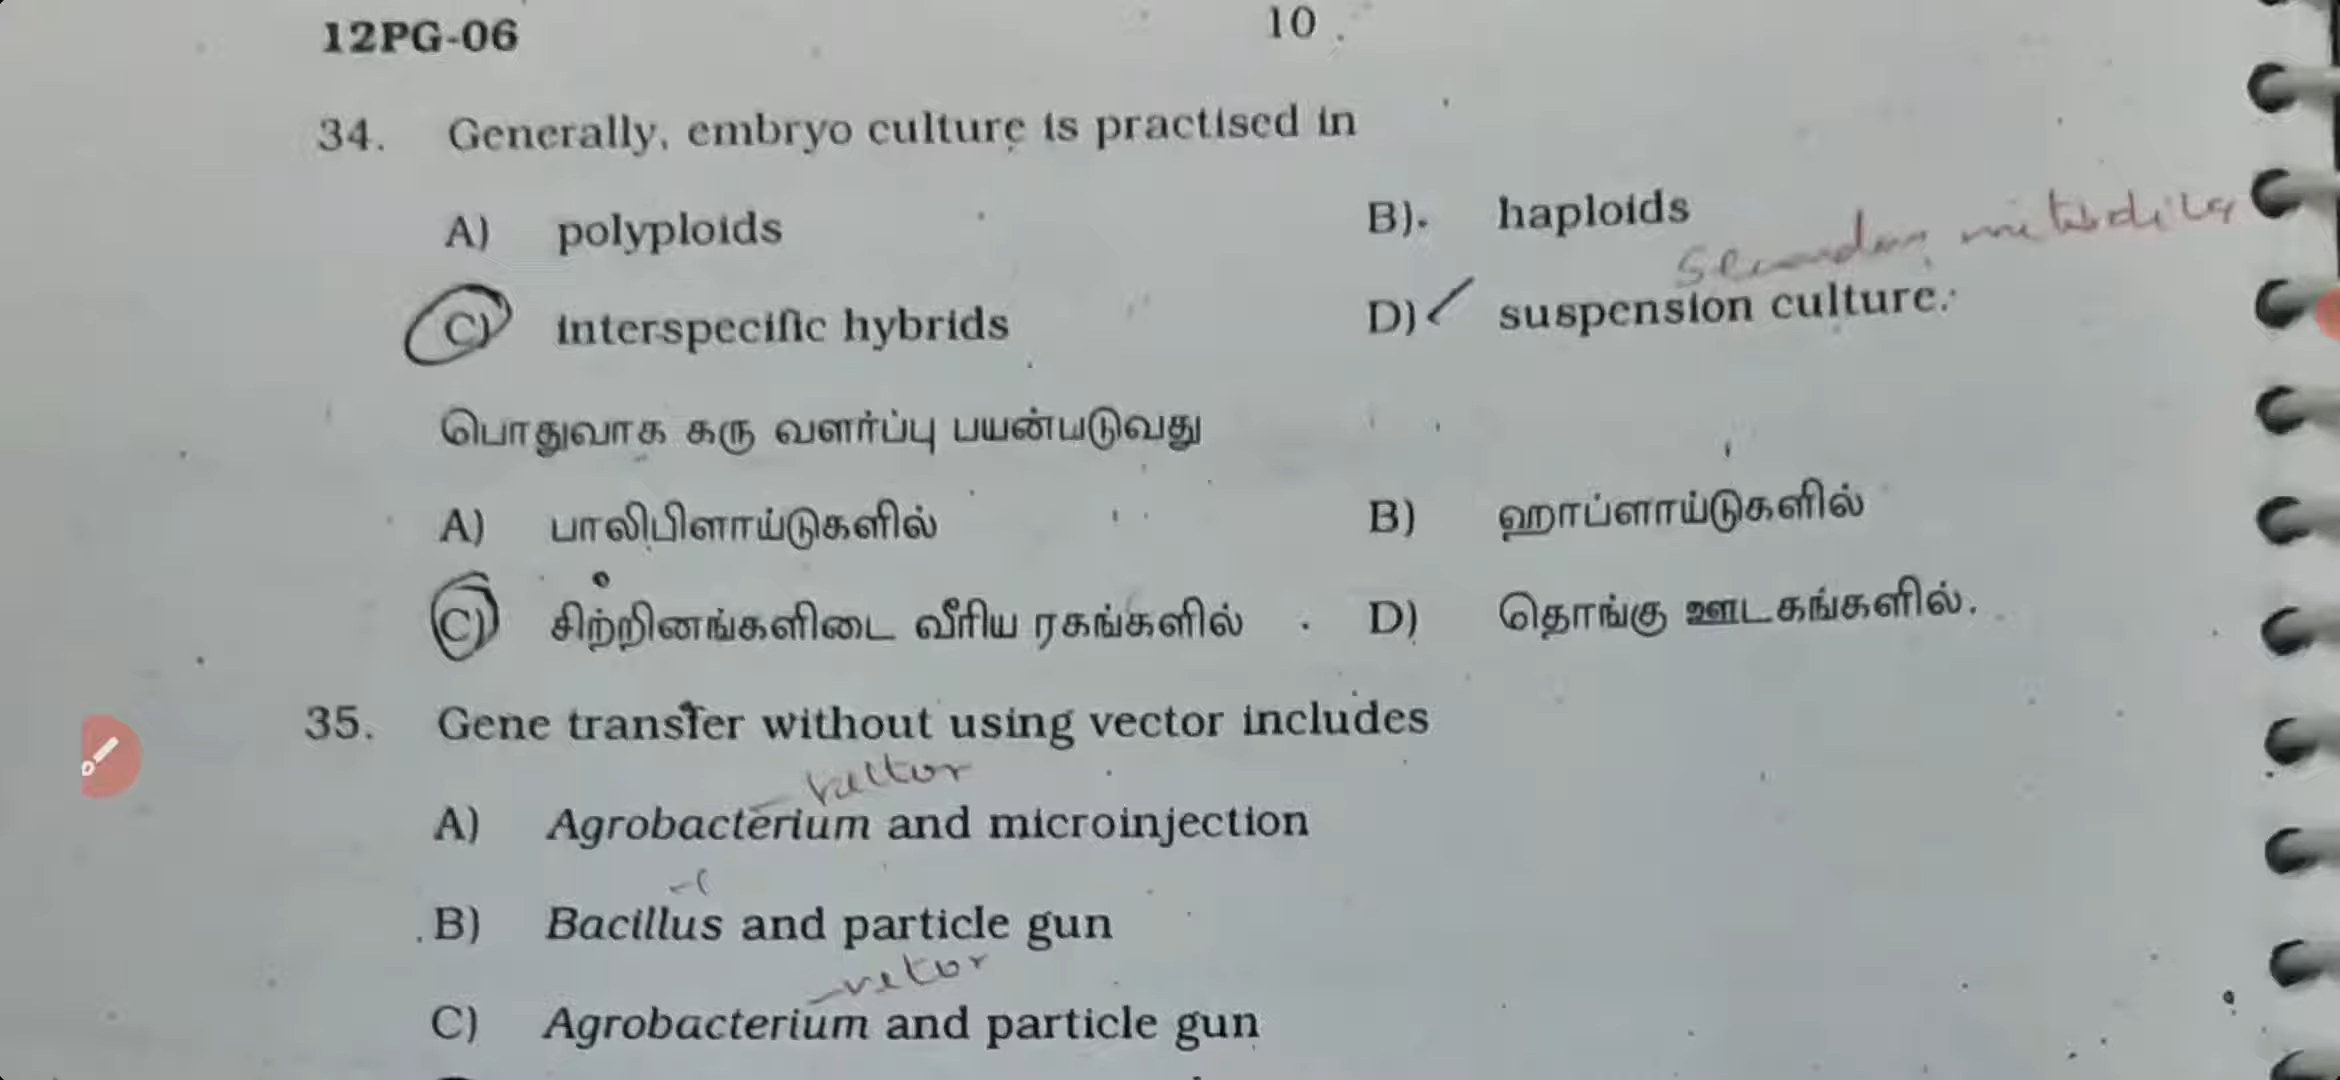 12PG-06 10
34. Generally, embryo culture is practised in
A) polyploids B) haploids
Secondary metabolites
C) interspecific hybrids D) suspension culture.
பொதுவாக கரு வளர்ப்பு பயன்படுவது
A) பாலிபிளாய்டுகளில் B) ஹாப்ளாய்டுகளில்
C) சிற்றினங்களிடை வீரிய ரகங்களில் D) தொங்கு ஊடகங்களில்.
35. Gene transfer without using vector includes
A) Agrobacterium and microinjection
B) Bacillus and particle gun
C) Agrobacterium and particle gun